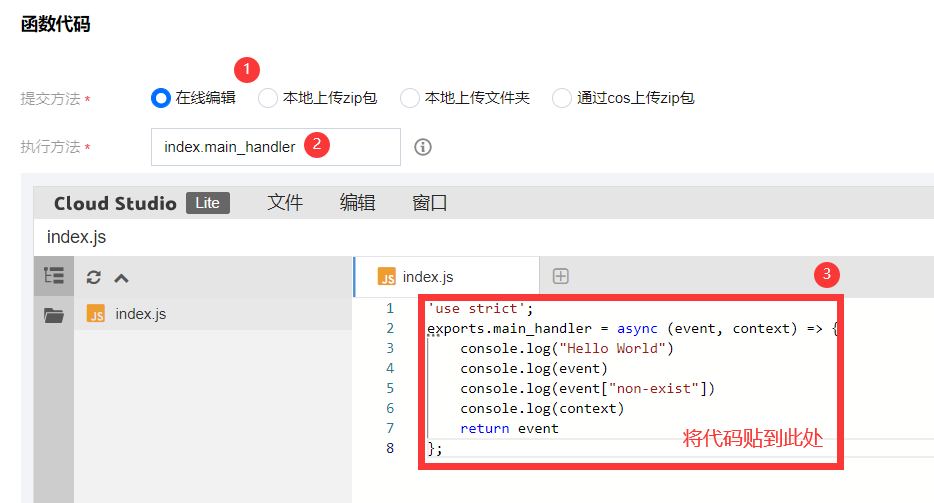 函数代码
1
提交方法 * 在线编辑 本地上传zip包 本地上传文件夹 通过cos上传zip包
执行方法 * index.main_handler 2
Cloud Studio Lite 文件 编辑 窗口
index.js
JS index.js
3
JS index.js
1 'use strict';
2 exports.main_handler = async (event, context) => {
3 console.log("Hello World")
4 console.log(event)
5 console.log(event["non-exist"])
6 console.log(context)
7 return event
将代码贴到此处
8 };